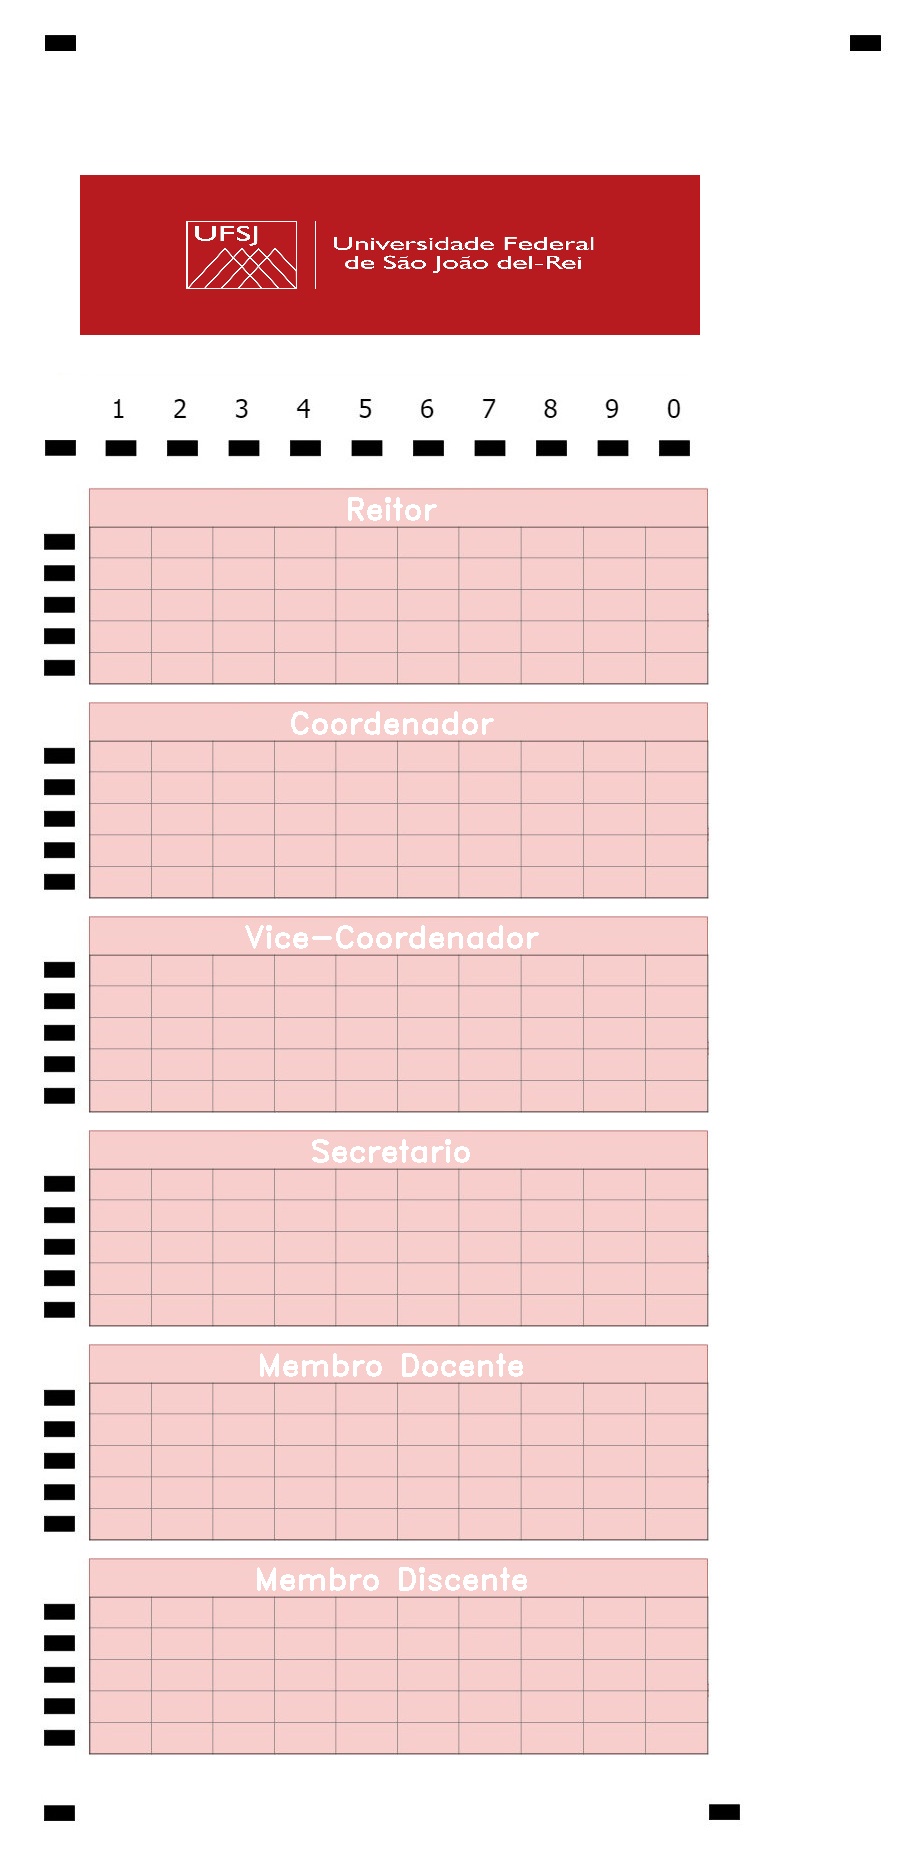 UFSJ
Universidade Federal
de São João del-Rei
1 2 3 4 5 6 7 8 9 0
Reitor
Coordenador
Vice-Coordenador
Secretario
Membro Docente
Membro Discente